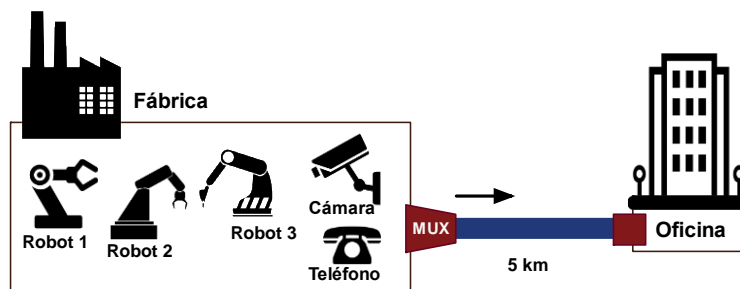 Fábrica
Robot 1
Robot 2
Robot 3
Cámara
Teléfono
MUX
5 km
Oficina